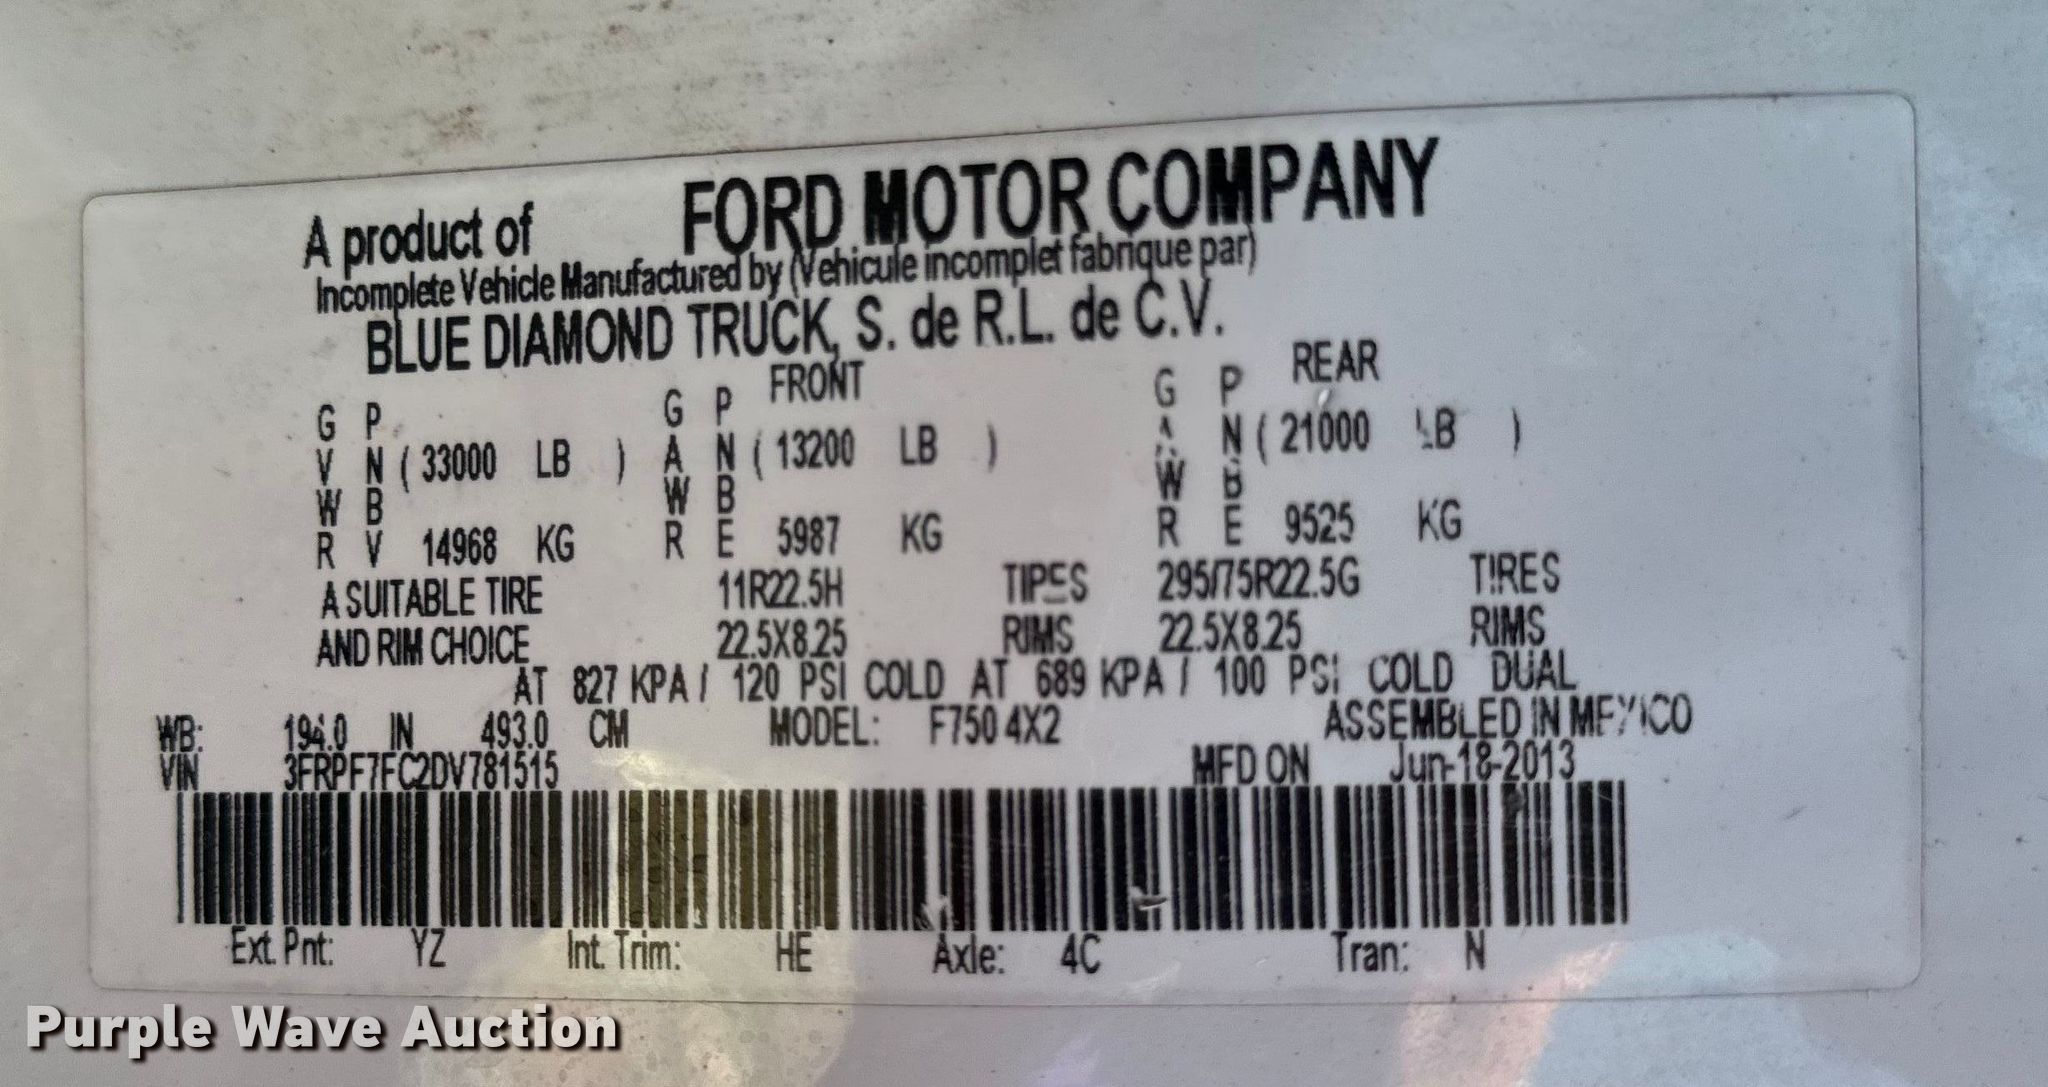 A product of FORD MOTOR COMPANY
Incomplete Vehicle Manufactured by (Vehicule incomplet fabrique par)
BLUE DIAMOND TRUCK, S. de R.L. de C.V.
FRONT REAR
G P G P G P
V N ( 33000 LB ) A N ( 13200 LB ) A N ( 21000 LB )
W B W B W B
R V 14968 KG R E 5987 KG R E 9525 KG
A SUITABLE TIRE 11R22.5H TIRES 295/75R22.5G TIRES
AND RIM CHOICE 22.5X8.25 RIMS 22.5X8.25 RIMS
AT 827 KPA / 120 PSI COLD AT 689 KPA / 100 PSI COLD DUAL
WB: 194.0 IN 493.0 CM MODEL: F750 4X2 ASSEMBLED IN MEXICO
VIN 3FRPF7FC2DV781515 MFD ON Jun-18-2013
Ext. Pnt: YZ Int. Trim: HE Axle: 4C Tran: N
Purple Wave Auction